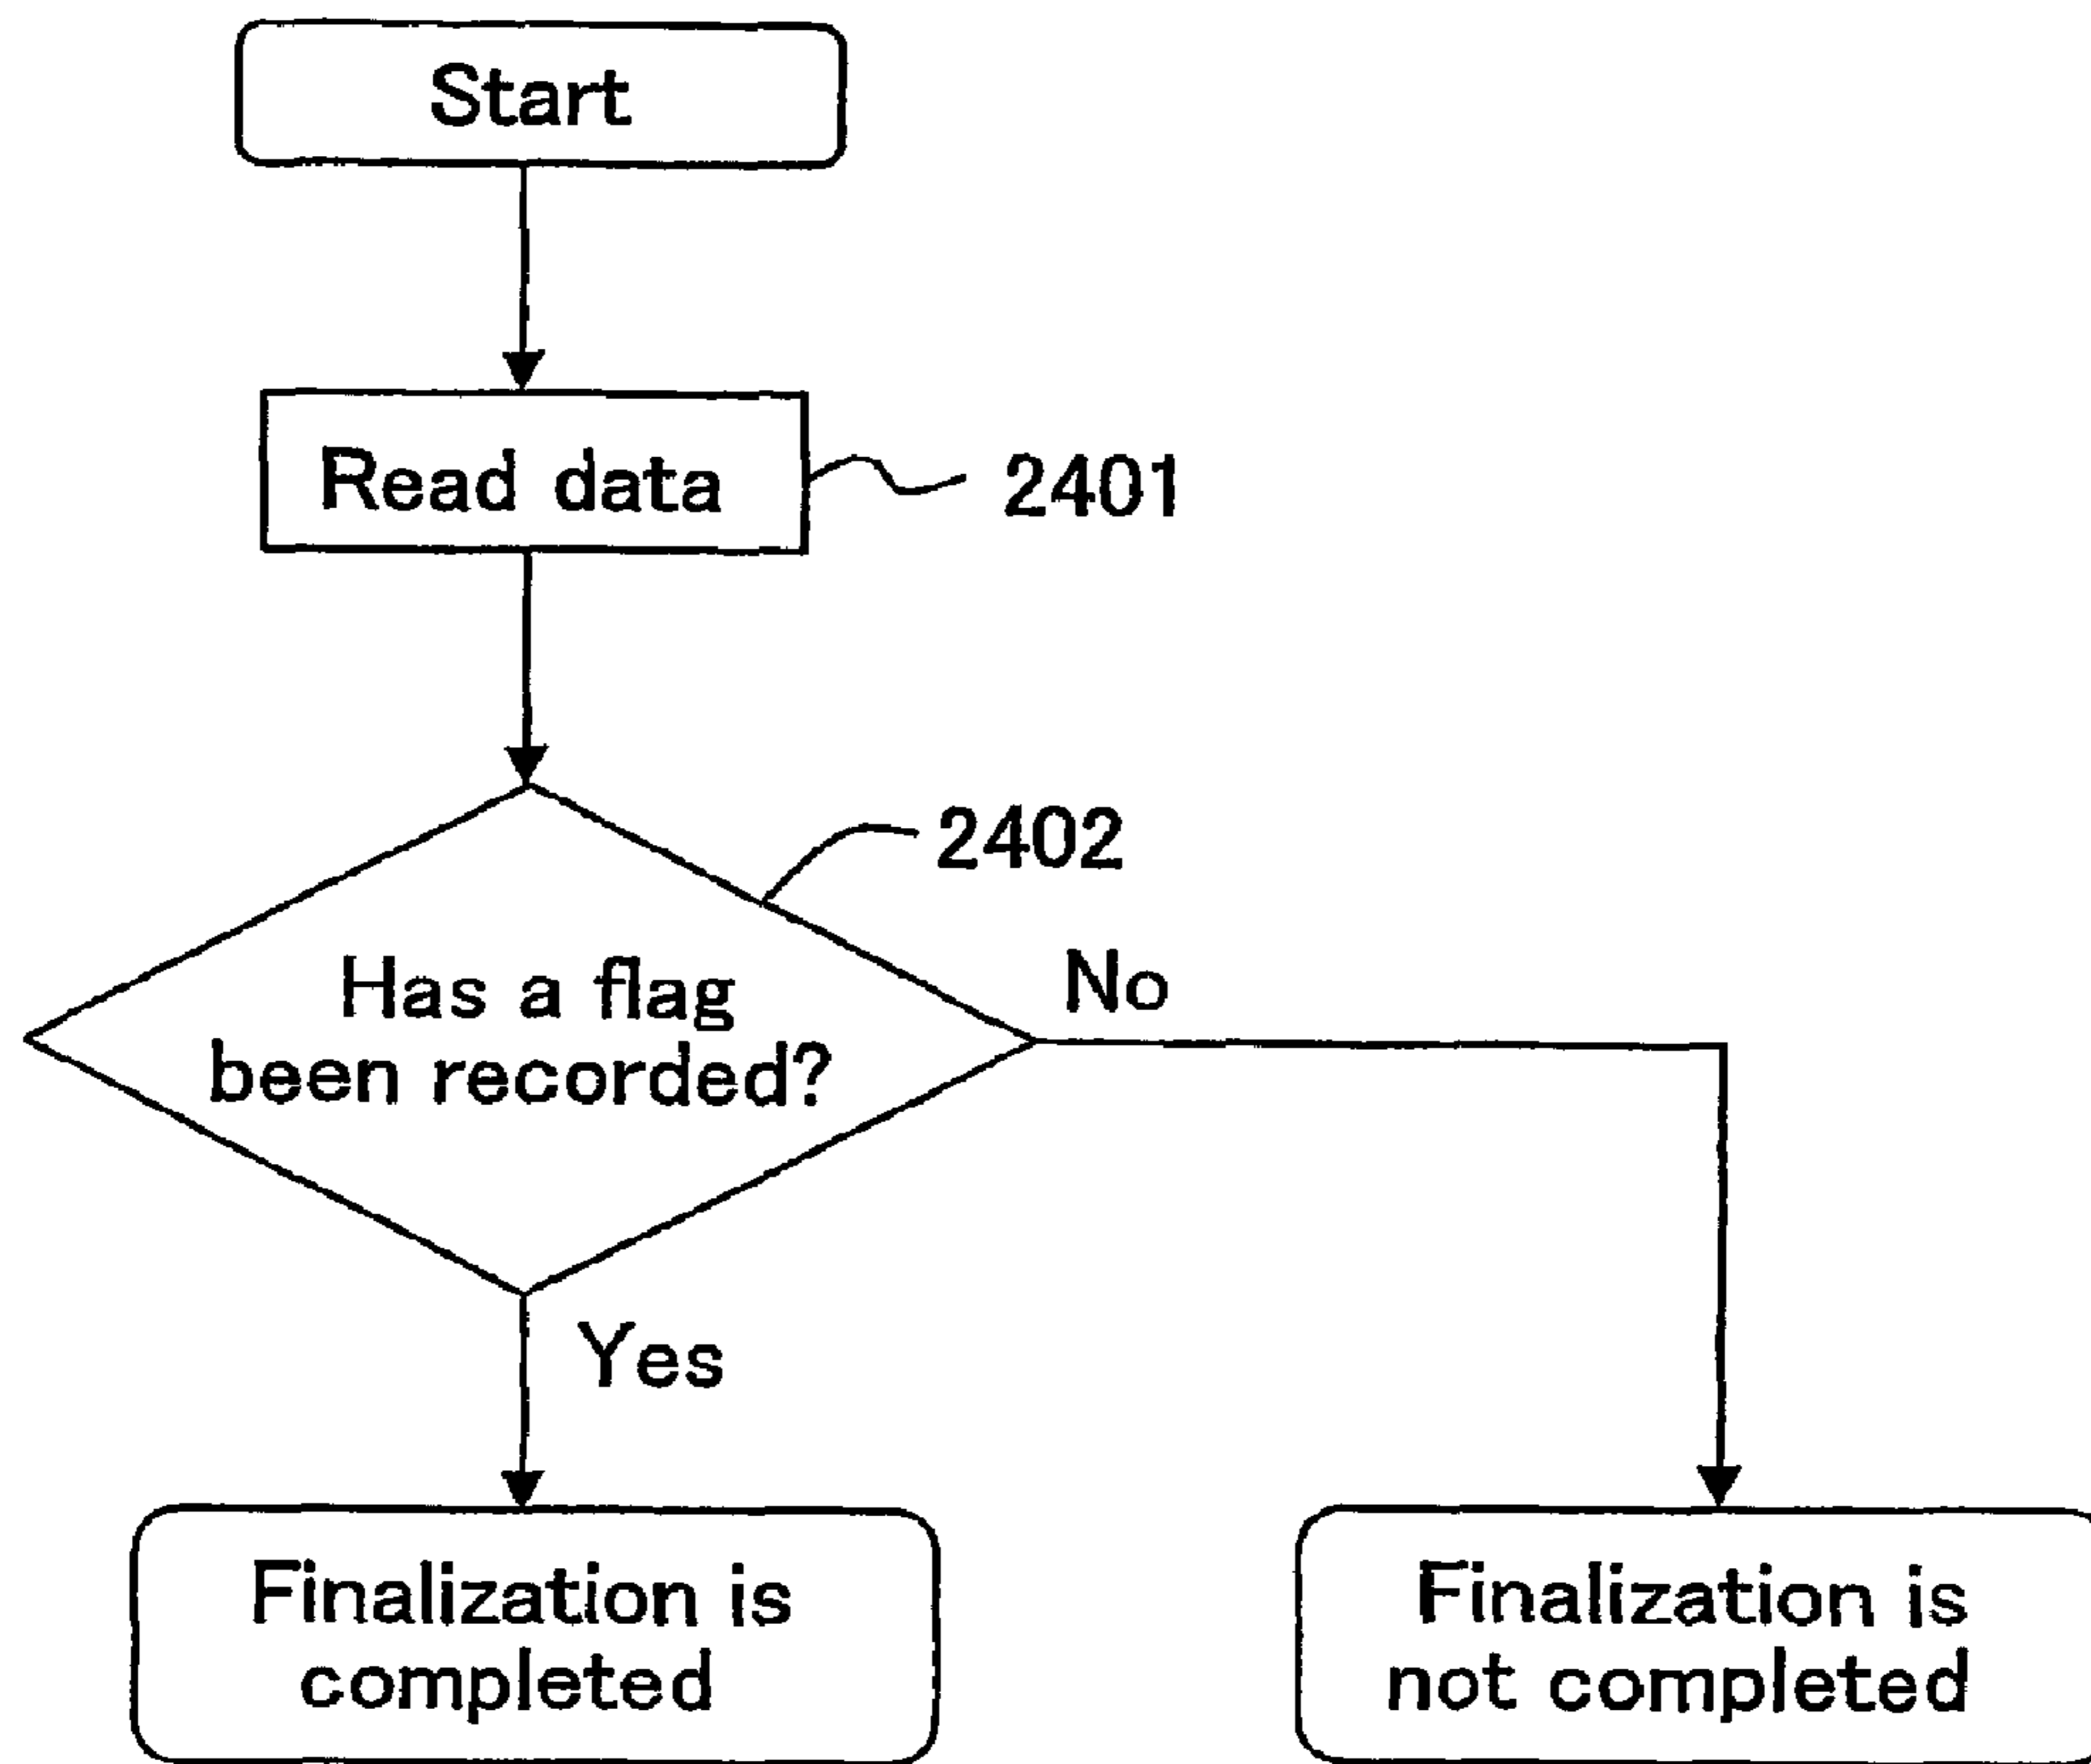 Start
Read data
2401
2402
Has a flag
been recorded?
No
Yes
Finalization is
completed
Finalization is
not completed